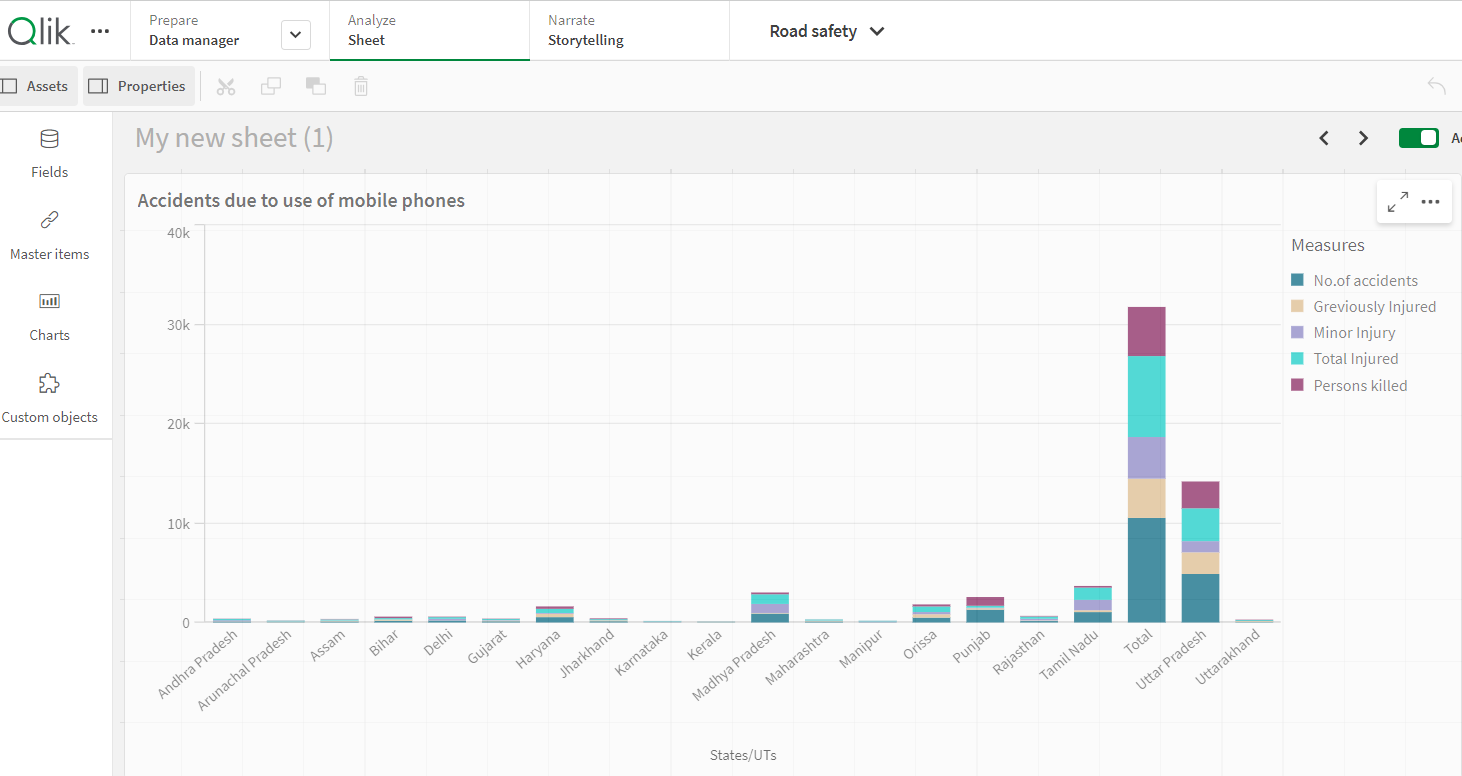 Qlik
Prepare
Data manager
Analyze
Sheet
Narrate
Storytelling
Road safety
Assets
Properties
Fields
Master items
Charts
Custom objects
My new sheet (1)
Accidents due to use of mobile phones
40k
30k
20k
10k
0
Andhra Pradesh
Arunachal Pradesh
Assam
Bihar
Delhi
Gujarat
Haryana
Jharkhand
Karnataka
Kerala
Madhya Pradesh
Maharashtra
Manipur
Orissa
Punjab
Rajasthan
Tamil Nadu
Total
Uttar Pradesh
Uttarakhand
States/UTs
Measures
No.of accidents
Greviously Injured
Minor Injury
Total Injured
Persons killed